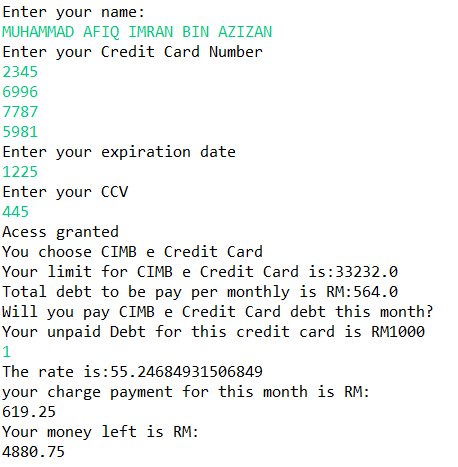 Enter your name:
MUHAMMAD AFIQ IMRAN BIN AZIZAN
Enter your Credit Card Number
2345
6996
7787
5981
Enter your expiration date
1225
Enter your CCV
445
Acess granted
You choose CIMB e Credit Card
Your limit for CIMB e Credit Card is:33232.0
Total debt to be pay per monthly is RM:564.0
Will you pay CIMB e Credit Card debt this month?
Your unpaid Debt for this credit card is RM1000
1
The rate is:55.24684931506849
your charge payment for this month is RM:
619.25
Your money left is RM:
4880.75